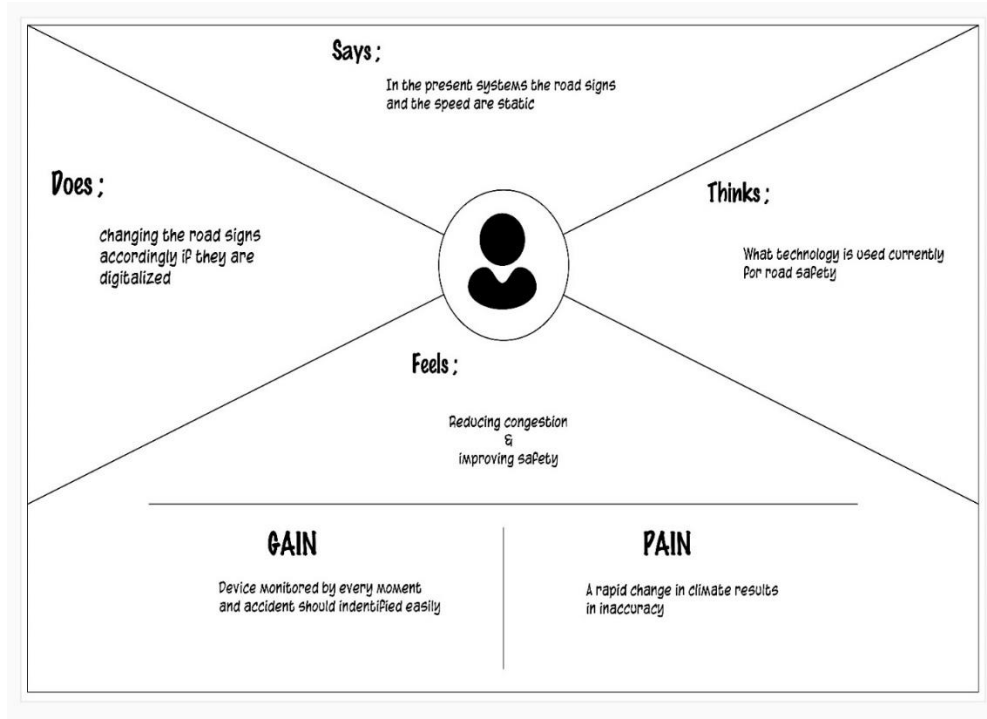 Says ;
In the present systems the road signs
and the speed are static
Does ;
changing the road signs
accordingly if they are
digitalized
Thinks ;
What technology is used currently
for road safety
Feels ;
Reducing congestion
&
improving safety
GAIN
Device monitored by every moment
and accident should indentified easily
PAIN
A rapid change in climate results
in inaccuracy